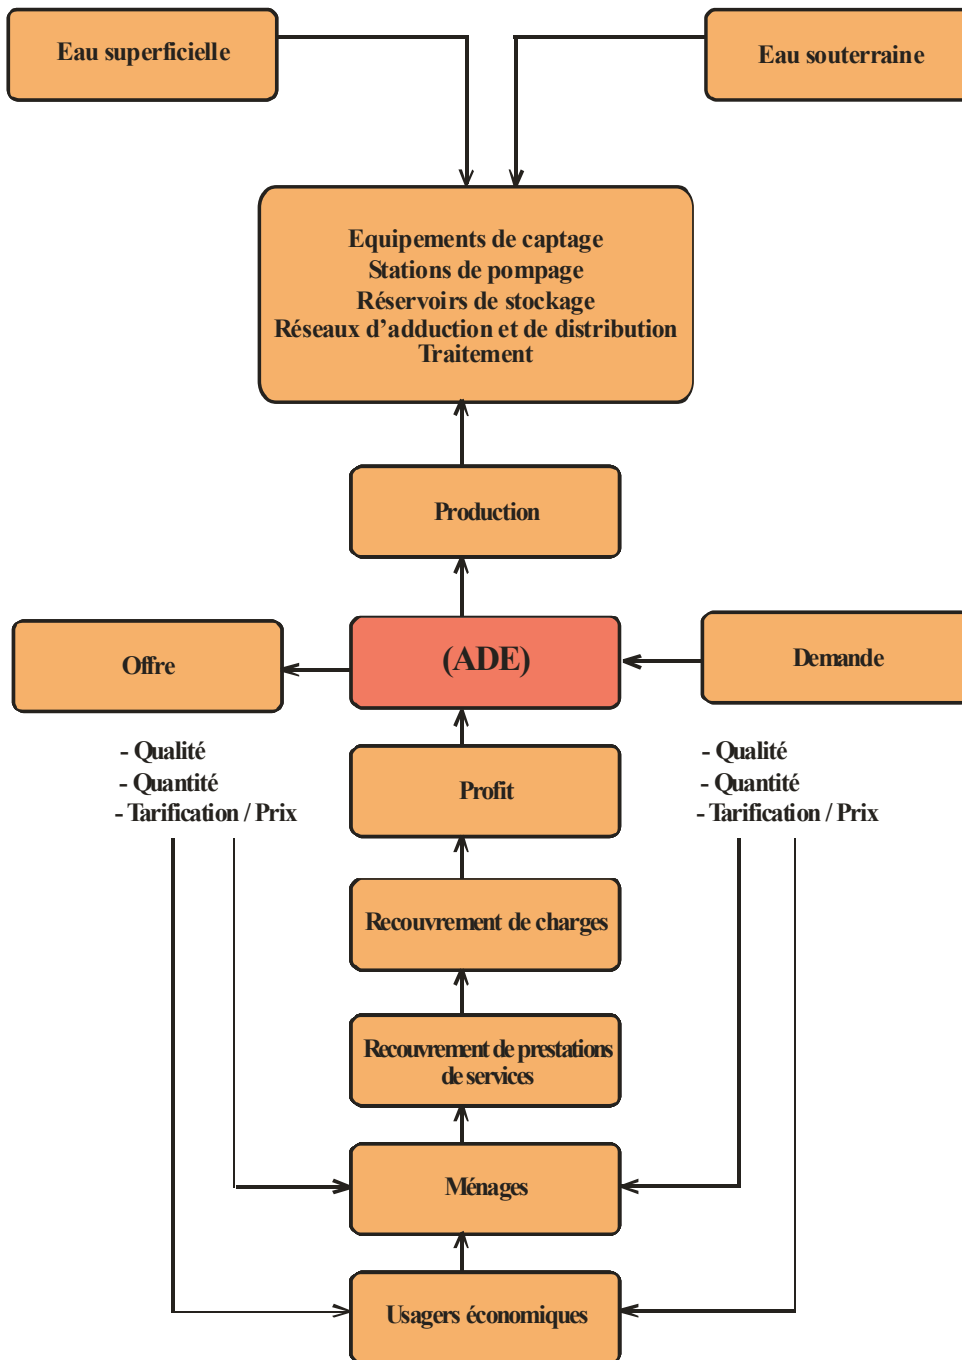 Eau superficielle
Eau souterraine
Equipements de captage
Stations de pompage
Réservoirs de stockage
Réseaux d’adduction et de distribution
Traitement
Production
Offre
(ADE)
Demande
- Qualité
- Quantité
- Tarification / Prix
Profit
- Qualité
- Quantité
- Tarification / Prix
Recouvrement de charges
Recouvrement de prestations
de services
Ménages
Usagers économiques